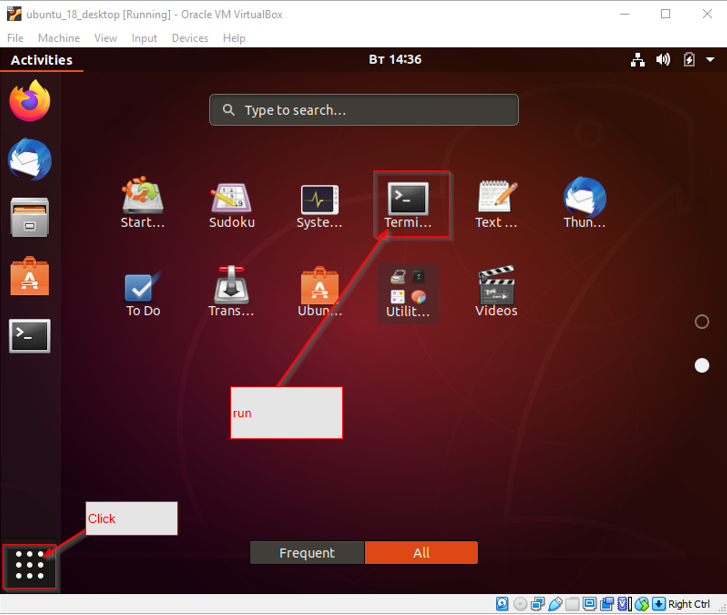 ubuntu_18_desktop [Running] - Oracle VM VirtualBox
File Machine View Input Devices Help
Activities
Вт 14:36
Type to search...
Start... Sudoku Syste... Termi... Text ... Thun...
To Do Trans... Ubun... Utilit... Videos
run
Click
Frequent All
Right Ctrl